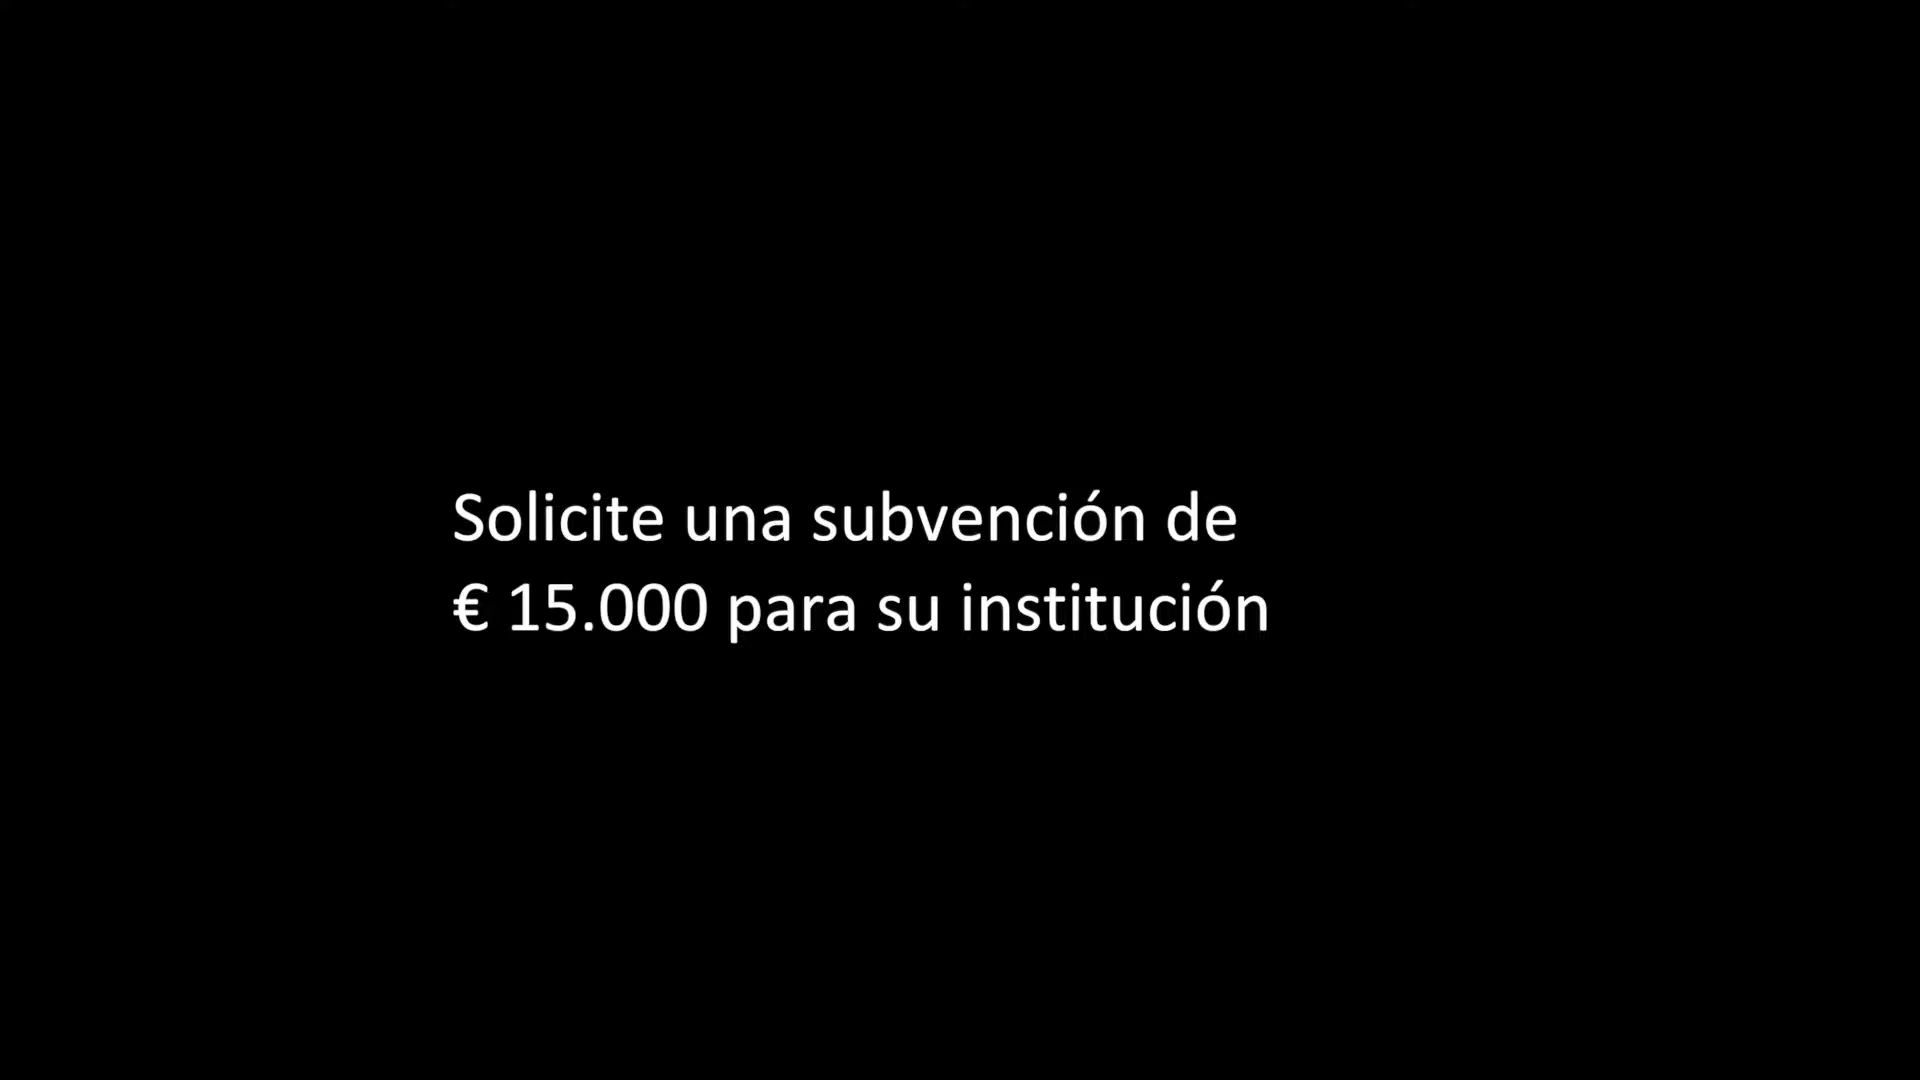 Solicite una subvención de
€ 15.000 para su institución